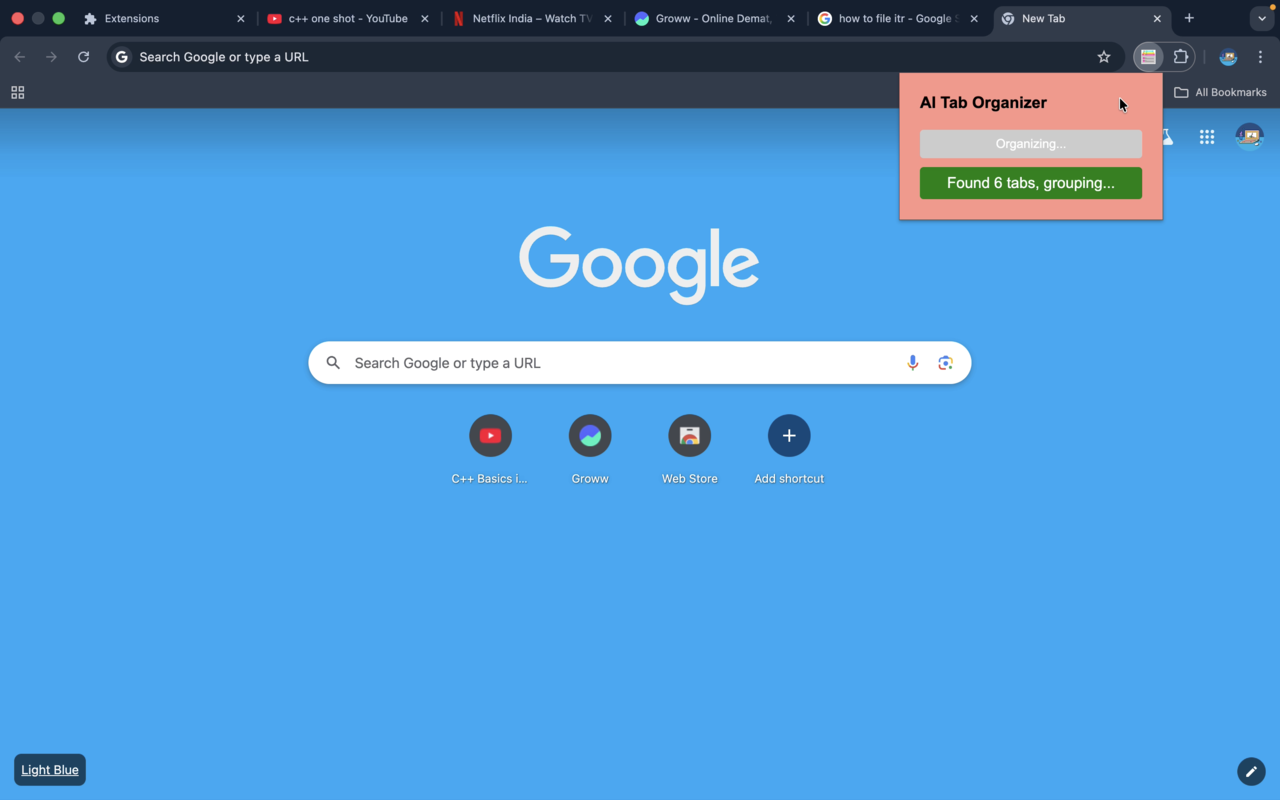 Extensions
c++ one shot - YouTube
Netflix India – Watch TV
Groww - Online Demat,
how to file itr - Google S
New Tab
Search Google or type a URL
All Bookmarks
AI Tab Organizer
Organizing...
Found 6 tabs, grouping...
Google
Search Google or type a URL
C++ Basics i...
Groww
Web Store
Add shortcut
Light Blue